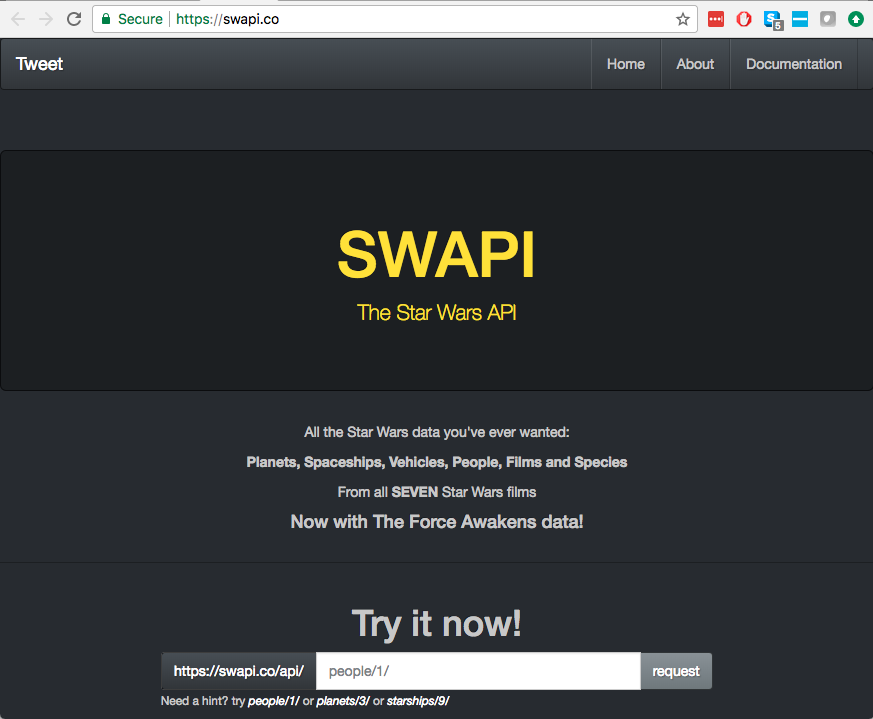 Secure https://swapi.co
5
Tweet Home About Documentation
SWAPI
The Star Wars API
All the Star Wars data you've ever wanted:
Planets, Spaceships, Vehicles, People, Films and Species
From all SEVEN Star Wars films
Now with The Force Awakens data!
Try it now!
https://swapi.co/api/ people/1/ request
Need a hint? try people/1/ or planets/3/ or starships/9/